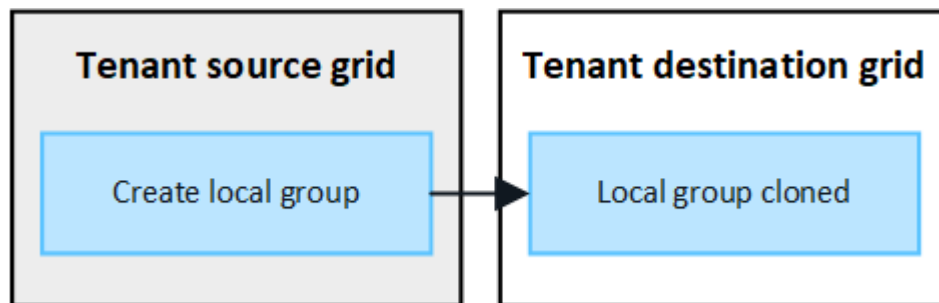 Tenant source grid
Create local group
Tenant destination grid
Local group cloned